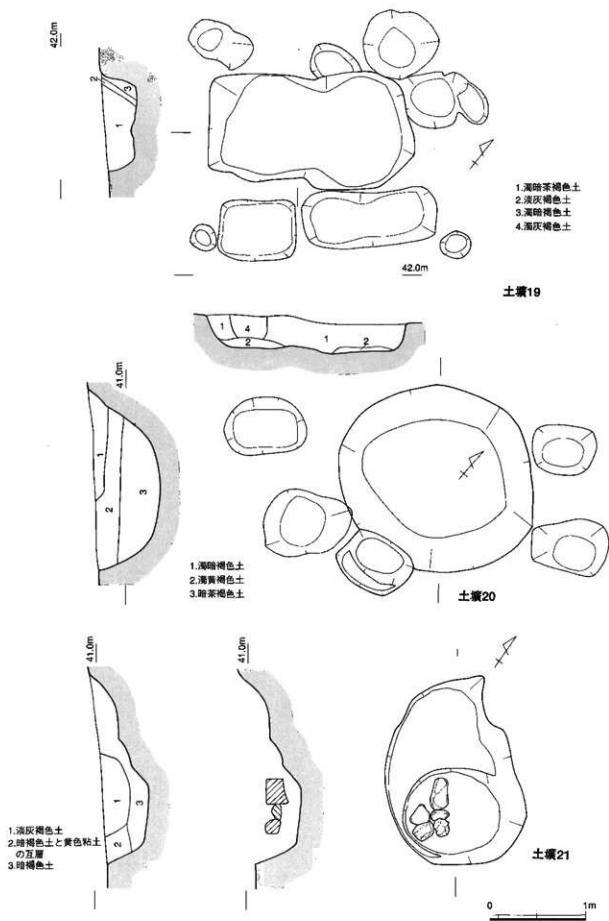 42.0m
2
3
1
1.濁暗茶褐色土
2.淡灰褐色土
3.濁暗褐色土
4.濁灰褐色土
42.0m
土壙19
1
4
2
1
2
41.0m
1
2
3
1.濁暗褐色土
2.濁黄褐色土
3.暗茶褐色土
土壙20
41.0m
1
3
2
41.0m
1.淡灰褐色土
2.暗褐色土と黄色粘土
の互層
3.暗褐色土
土壙21
0
1m